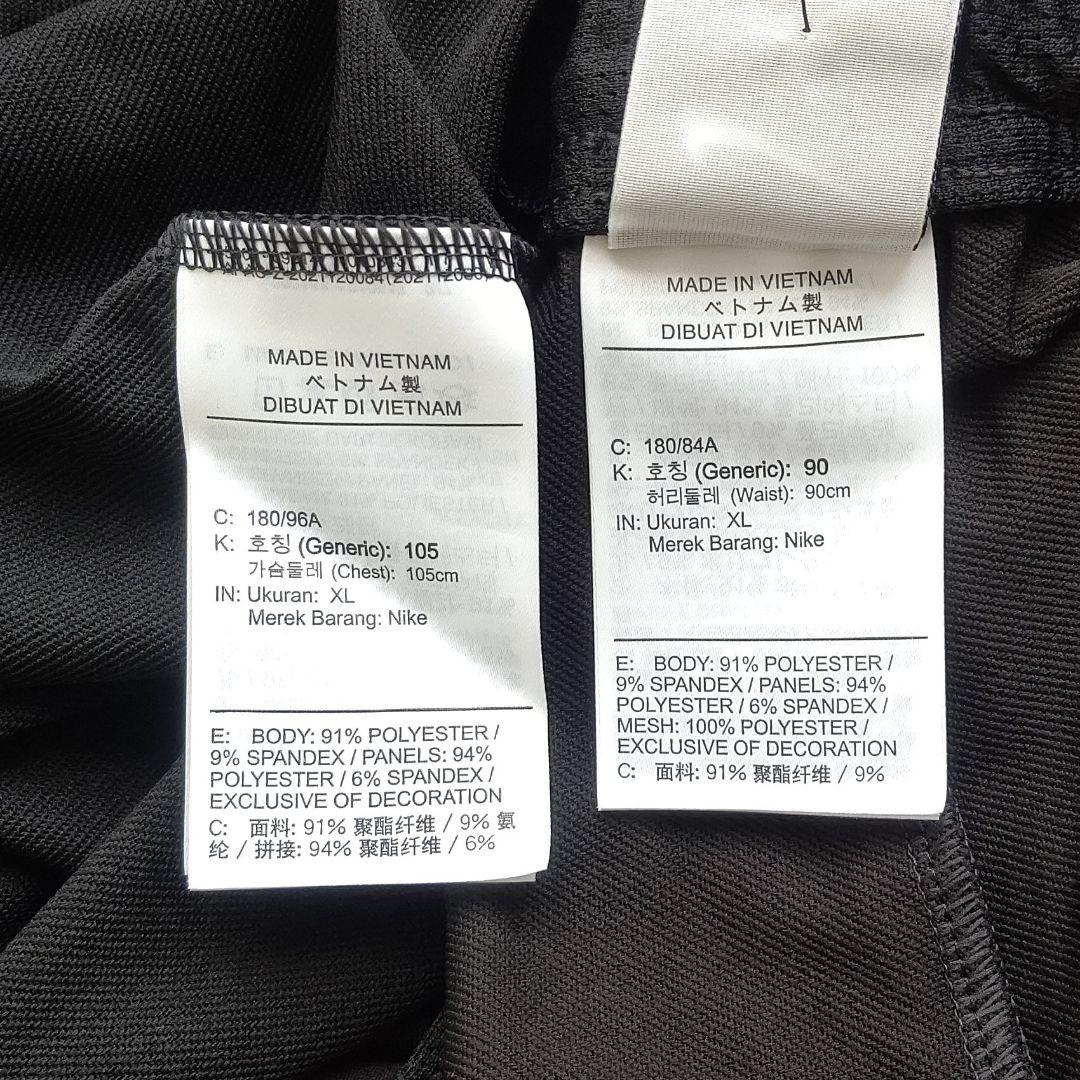 MADE IN VIETNAM
ベトナム製
DIBUAT DI VIETNAM
C: 180/96A
K: 호칭 (Generic): 105
가슴둘레 (Chest): 105cm
IN: Ukuran: XL
Merek Barang: Nike
E: BODY: 91% POLYESTER /
9% SPANDEX / PANELS: 94%
POLYESTER / 6% SPANDEX /
EXCLUSIVE OF DECORATION
C: 面料: 91% 聚酯纤维 / 9% 氨
纶 / 拼接: 94% 聚酯纤维 / 6%
MADE IN VIETNAM
ベトナム製
DIBUAT DI VIETNAM
C: 180/84A
K: 호칭 (Generic): 90
허리둘레 (Waist): 90cm
IN: Ukuran: XL
Merek Barang: Nike
E: BODY: 91% POLYESTER /
9% SPANDEX / PANELS: 94%
POLYESTER / 6% SPANDEX /
MESH: 100% POLYESTER /
EXCLUSIVE OF DECORATION
C: 面料: 91% 聚酯纤维 / 9%